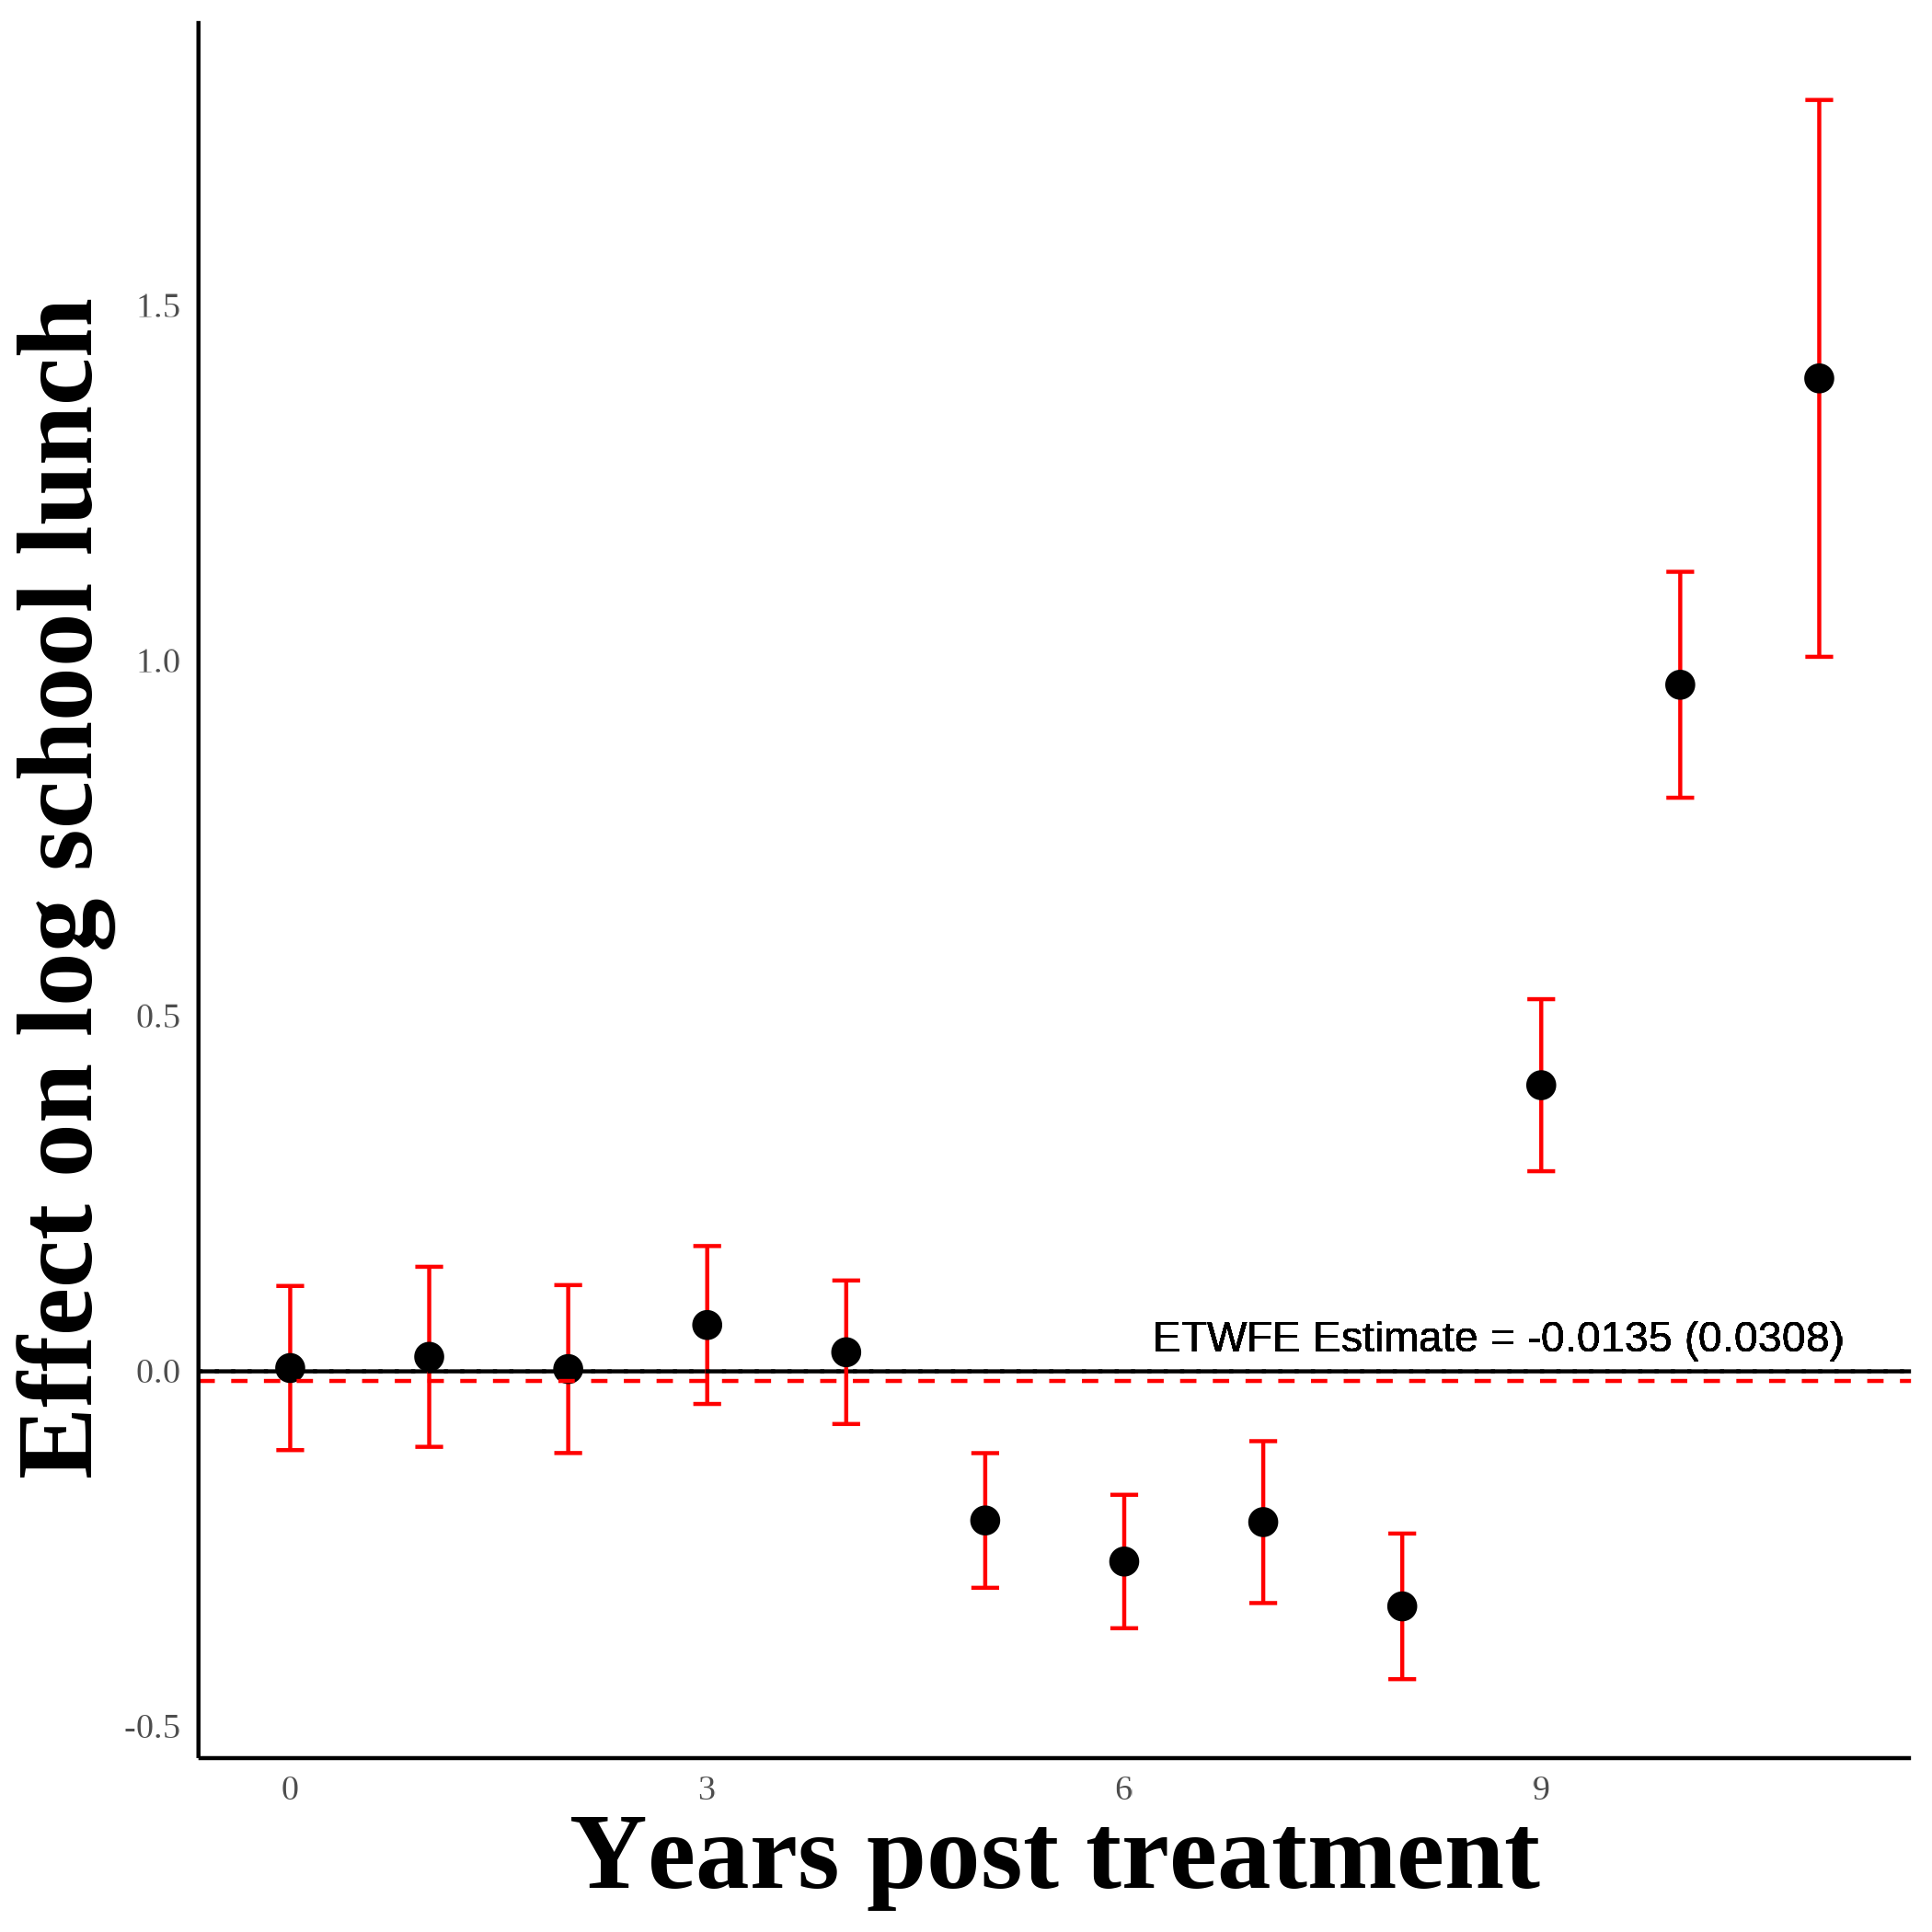 Effect on log school lunch
1.5
1.0
0.5
0.0
-0.5
ETWFE Estimate = -0.0135 (0.0308)
0 3 6 9
Years post treatment